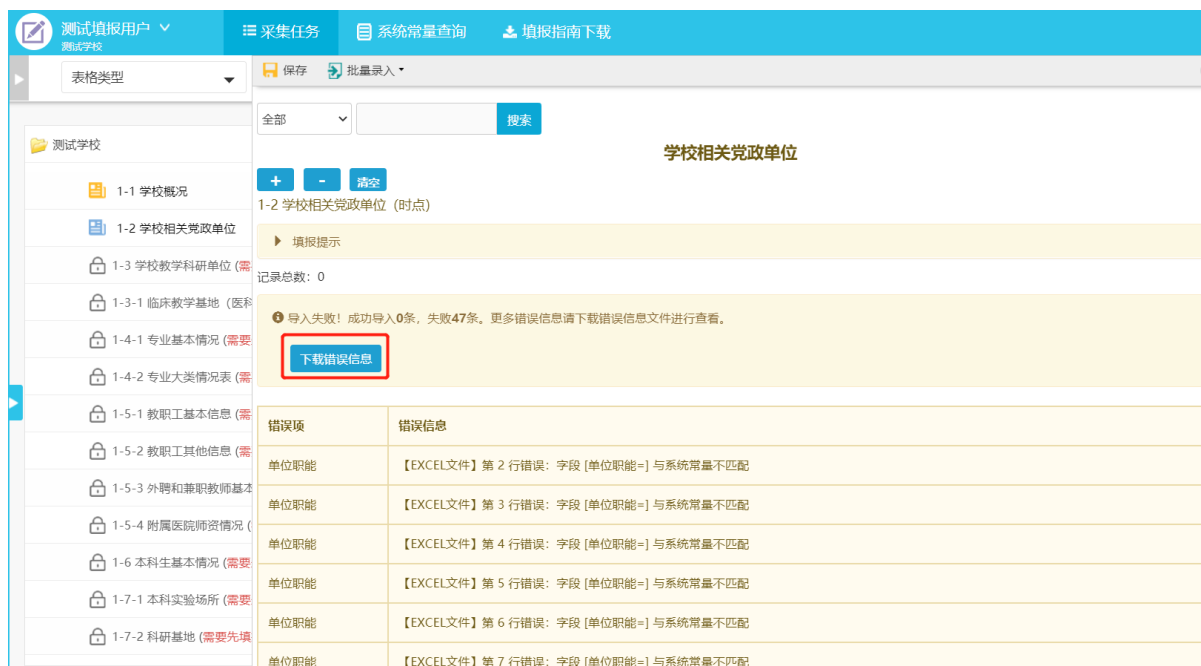 测试填报用户
测试学校
采集任务
系统常量查询
填报指南下载
表格类型
保存
批量录入
测试学校
1-1 学校概况
1-2 学校相关党政单位
1-3 学校教学科研单位 (需
1-3-1 临床教学基地（医科
1-4-1 专业基本情况 (需要
1-4-2 专业大类情况表 (需
1-5-1 教职工基本信息 (需
1-5-2 教职工其他信息 (需
1-5-3 外聘和兼职教师基本
1-5-4 附属医院师资情况 (
1-6 本科生基本情况 (需要
1-7-1 本科实验场所 (需要
1-7-2 科研基地 (需要先填
全部
搜索
学校相关党政单位
+
-
清空
1-2 学校相关党政单位（时点）
填报提示
记录总数：0
导入失败！成功导入0条，失败47条。更多错误信息请下载错误信息文件进行查看。
下载错误信息
错误项 错误信息
单位职能 【EXCEL文件】第 2 行错误：字段 [单位职能=] 与系统常量不匹配
单位职能 【EXCEL文件】第 3 行错误：字段 [单位职能=] 与系统常量不匹配
单位职能 【EXCEL文件】第 4 行错误：字段 [单位职能=] 与系统常量不匹配
单位职能 【EXCEL文件】第 5 行错误：字段 [单位职能=] 与系统常量不匹配
单位职能 【EXCEL文件】第 6 行错误：字段 [单位职能=] 与系统常量不匹配
单位职能 【EXCEL文件】第 7 行错误：字段 [单位职能=] 与系统常量不匹配